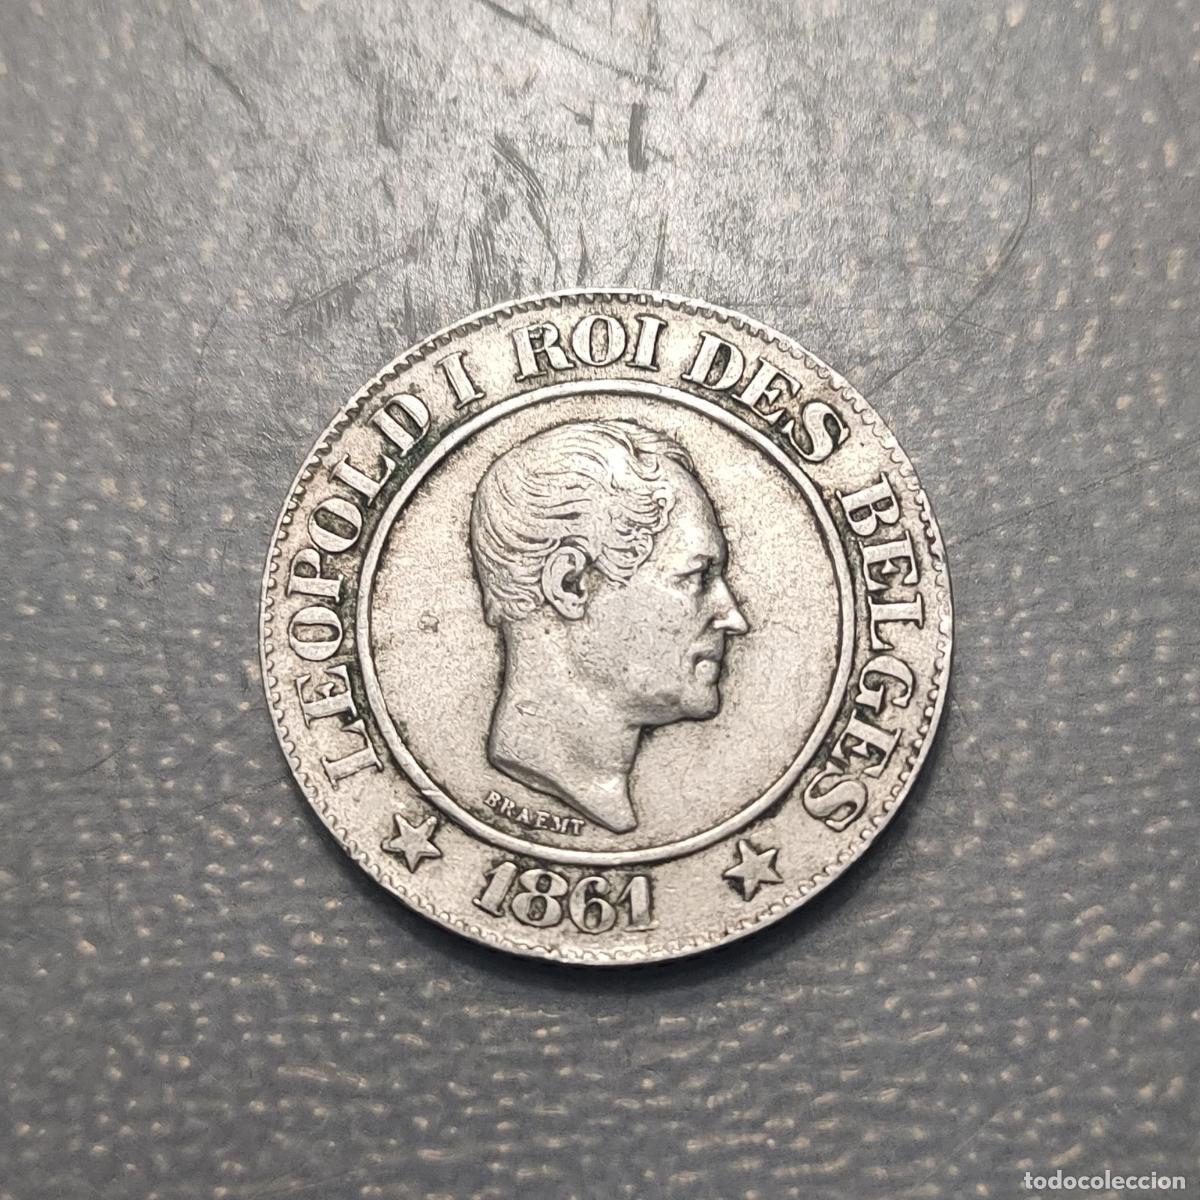 LEOPOLD I ROI DES BELGES
BRAEMT
1861
todocoleccion